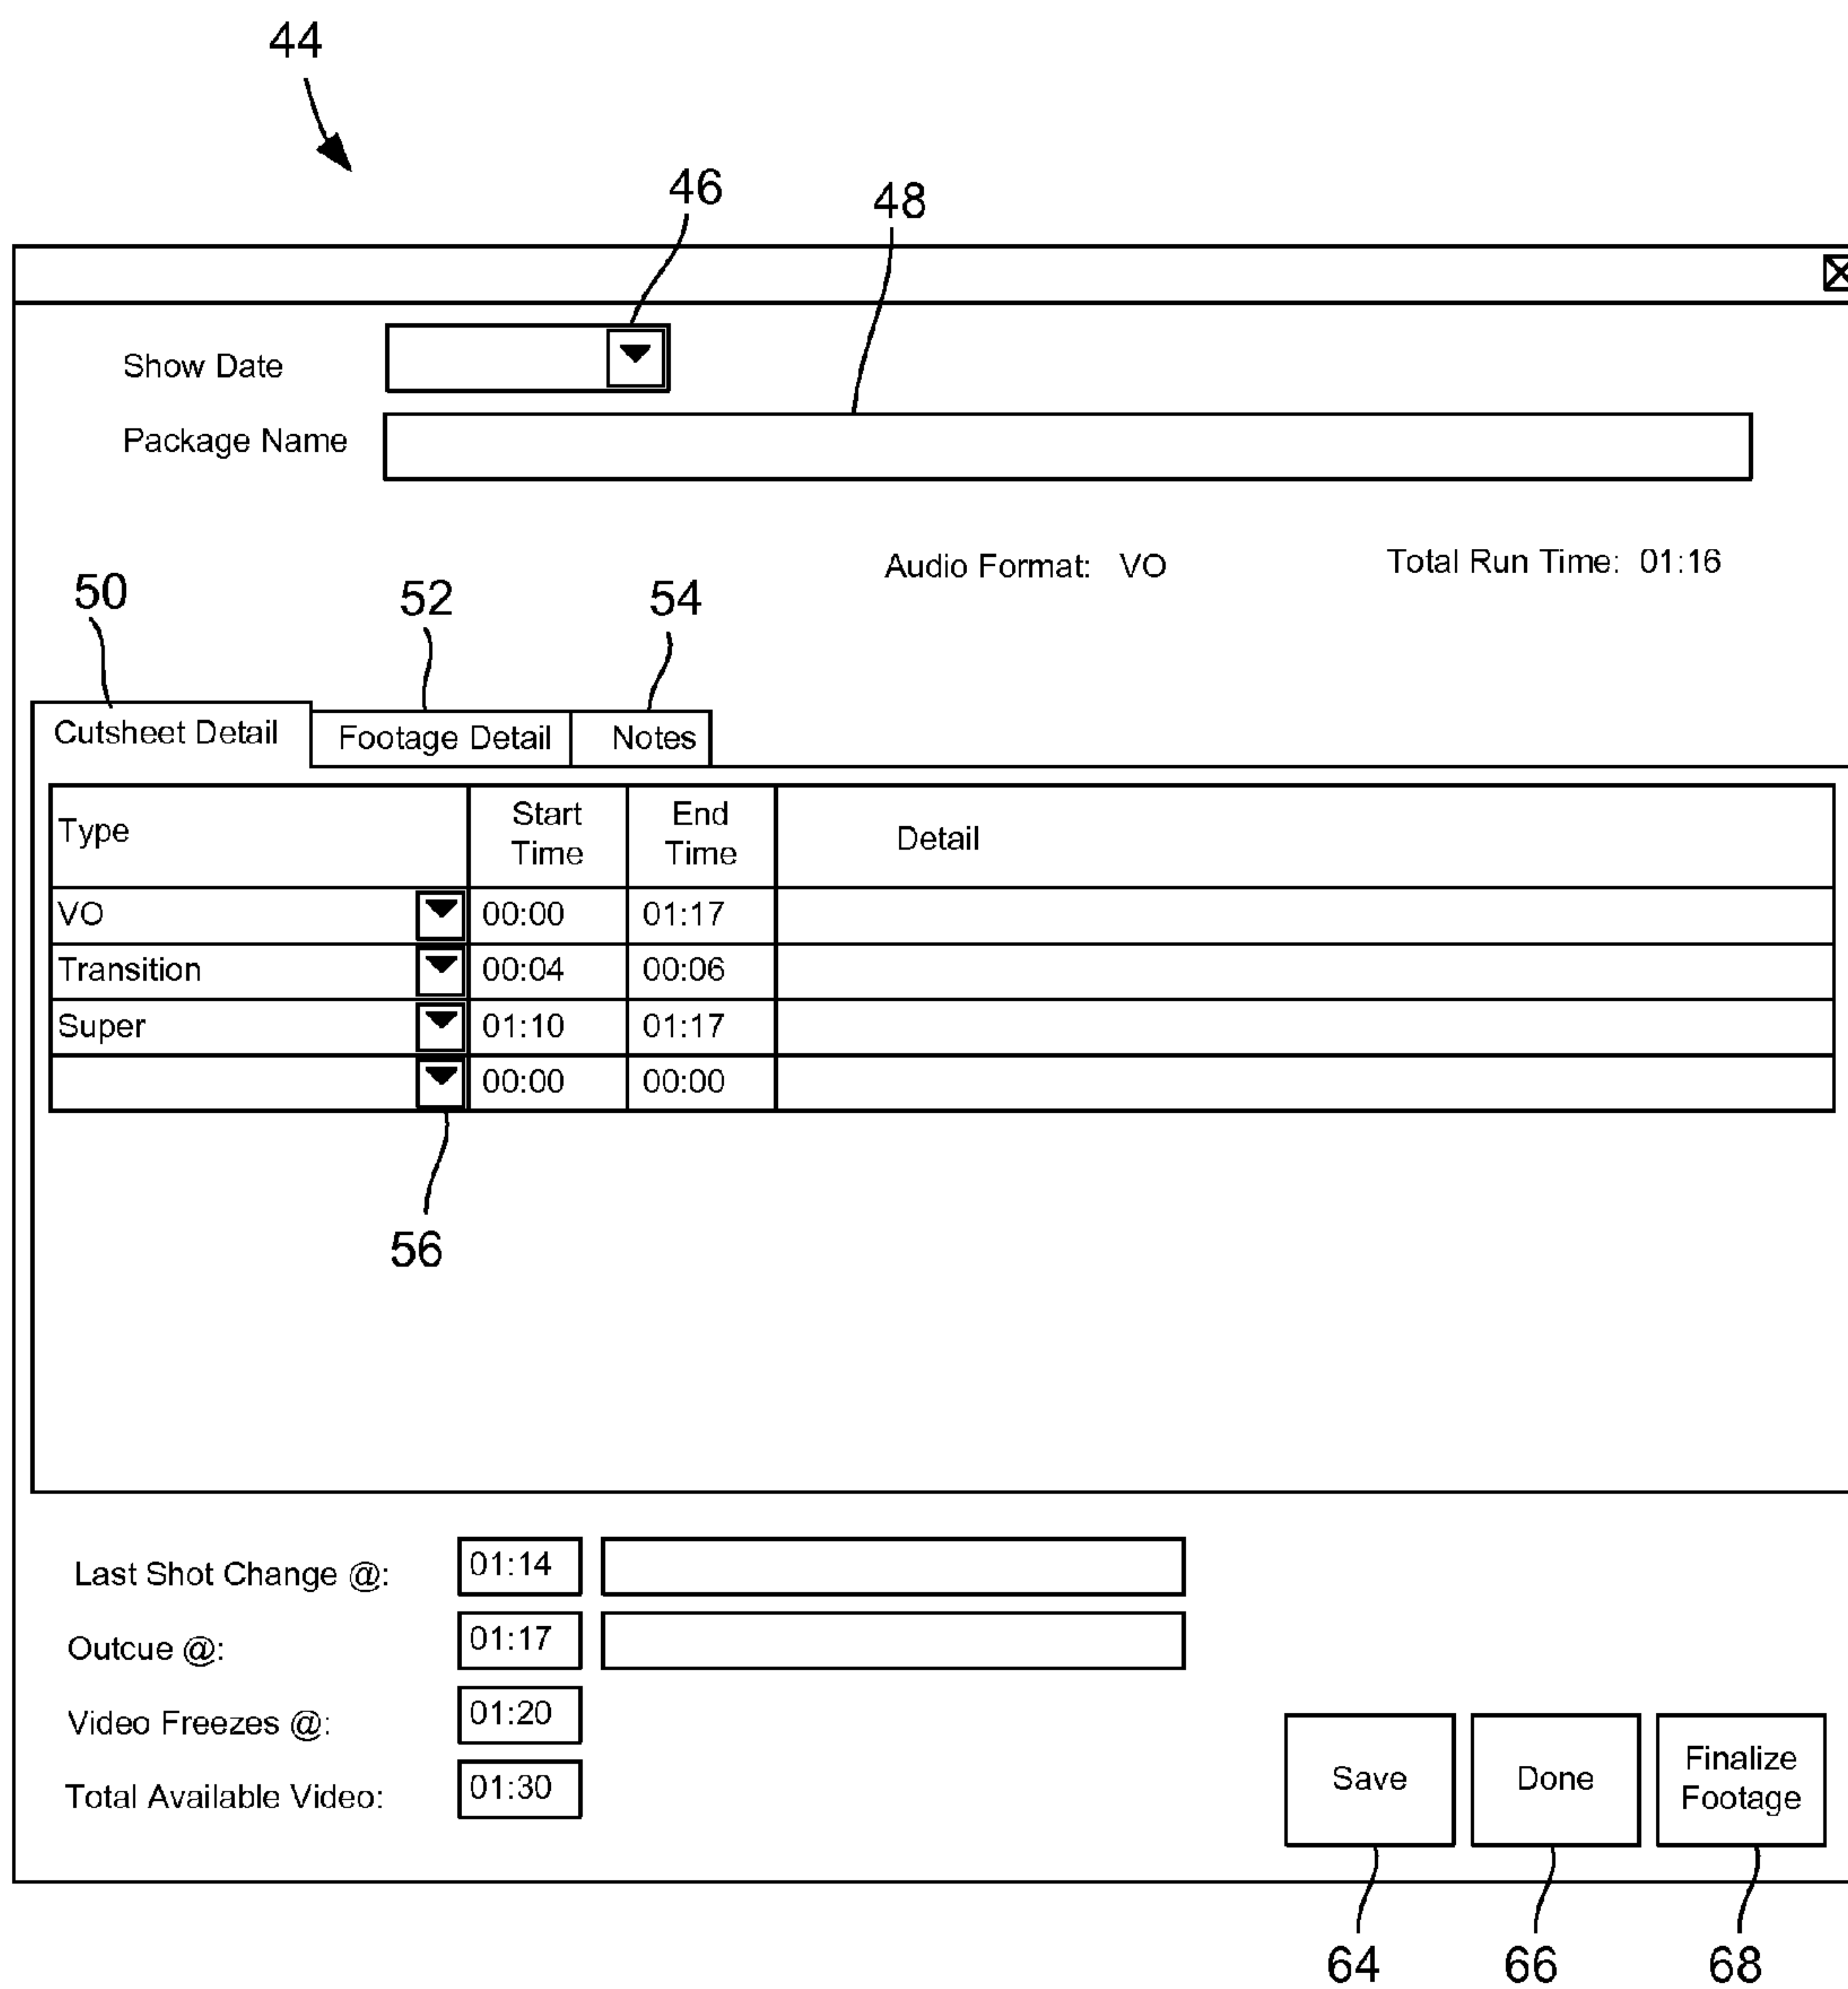 44
46
48
Show Date
Package Name
Audio Format: VO
Total Run Time: 01:16
50
52
54
Cutsheet Detail
Footage Detail
Notes
Type
Start
Time
End
Time
Detail
VO 00:00 01:17
Transition 00:04 00:06
Super 01:10 01:17
00:00 00:00
56
Last Shot Change @: 01:14
Outcue @: 01:17
Video Freezes @: 01:20
Total Available Video: 01:30
Save
Done
Finalize
Footage
64
66
68